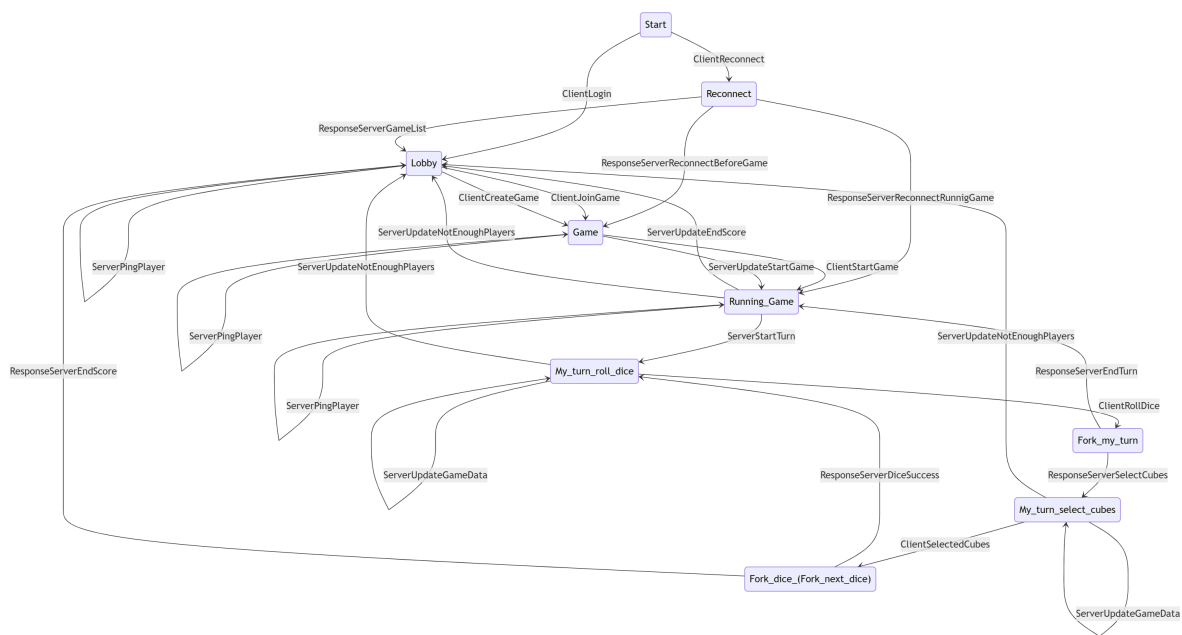 Start
ClientReconnect
Reconnect
ClientLogin
ResponseServerGameList
Lobby
ResponseServerReconnectBeforeGame
ClientCreateGame
ClientJoinGame
ResponseServerReconnectRunnigGame
Game
ServerUpdateNotEnoughPlayers
ServerUpdateEndScore
ServerPingPlayer
ServerUpdateNotEnoughPlayers
ServerUpdateStartGame
ClientStartGame
Running_Game
ServerPingPlayer
ServerStartTurn
ServerUpdateNotEnoughPlayers
ResponseServerEndScore
My_turn_roll_dice
ResponseServerEndTurn
ServerPingPlayer
ClientRollDice
Fork_my_turn
ServerUpdateGameData
ResponseServerDiceSuccess
ResponseServerSelectCubes
My_turn_select_cubes
ClientSelectedCubes
Fork_dice_(Fork_next_dice)
ServerUpdateGameData